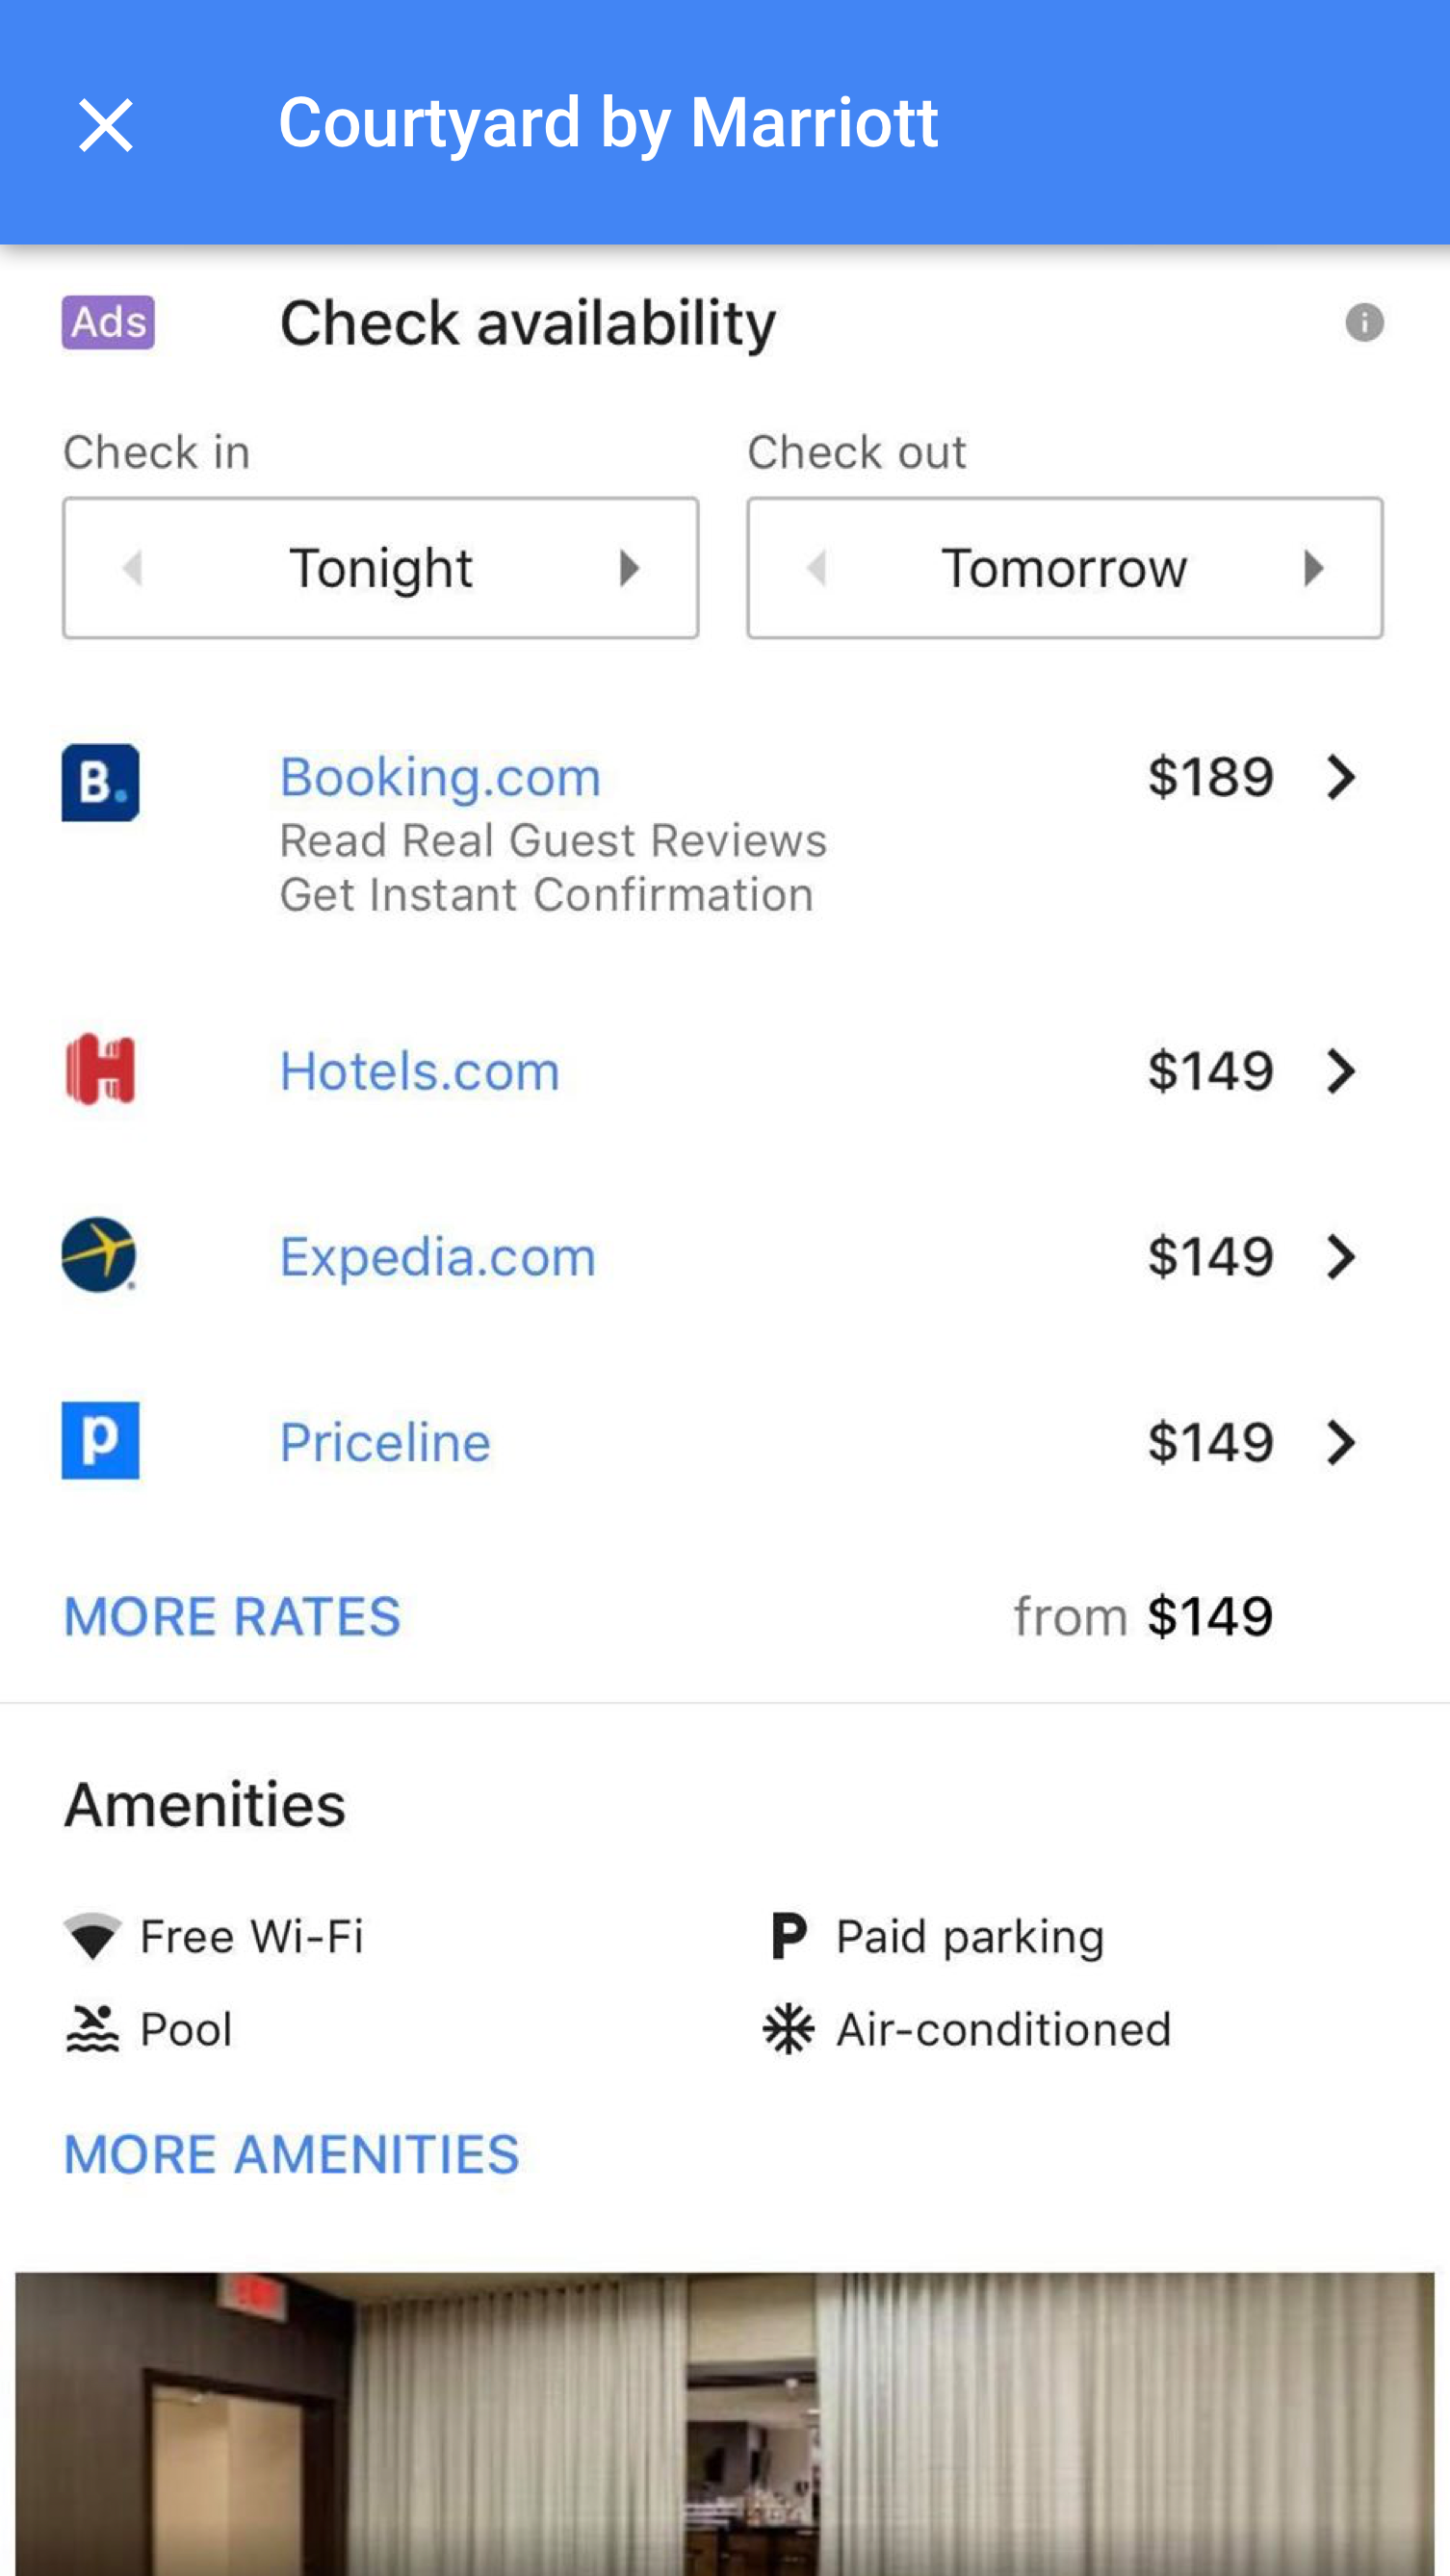 Courtyard by Marriott
Ads Check availability
Check in Check out
Tonight Tomorrow
B. Booking.com $189
Read Real Guest Reviews
Get Instant Confirmation
H Hotels.com $149
Expedia.com $149
p Priceline $149
MORE RATES from $149
Amenities
Free Wi-Fi P Paid parking
Pool Air-conditioned
MORE AMENITIES